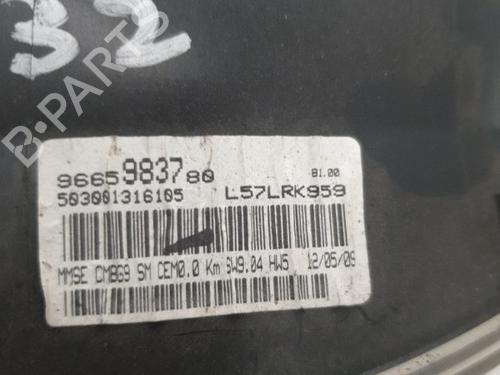 32
B-PARTS
9665983780
81.00
503001316105
L57LRK959
MMSE CMBG9 SM CEM0.0 Km SW9.04 HW5 12/05/09